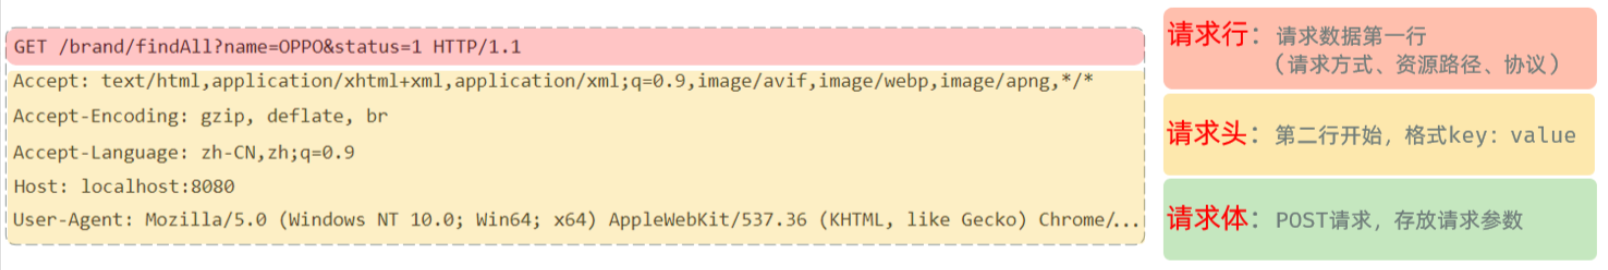 GET /brand/findAll?name=OPPO&status=1 HTTP/1.1
Accept: text/html,application/xhtml+xml,application/xml;q=0.9,image/avif,image/webp,image/apng,*/*
Accept-Encoding: gzip, deflate, br
Accept-Language: zh-CN,zh;q=0.9
Host: localhost:8080
User-Agent: Mozilla/5.0 (Windows NT 10.0; Win64; x64) AppleWebKit/537.36 (KHTML, like Gecko) Chrome/...
请求行：请求数据第一行
（请求方式、资源路径、协议）
请求头：第二行开始，格式key：value
请求体：POST请求，存放请求参数